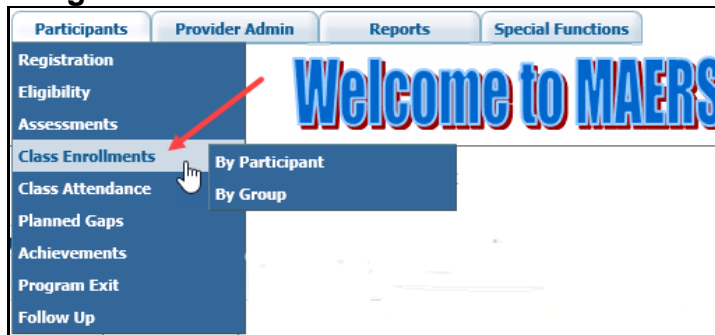 Participants Provider Admin Reports Special Functions
Registration
Eligibility
Assessments
Class Enrollments
Class Attendance
Planned Gaps
Achievements
Program Exit
Follow Up
By Participant
By Group
Welcome to MAERS